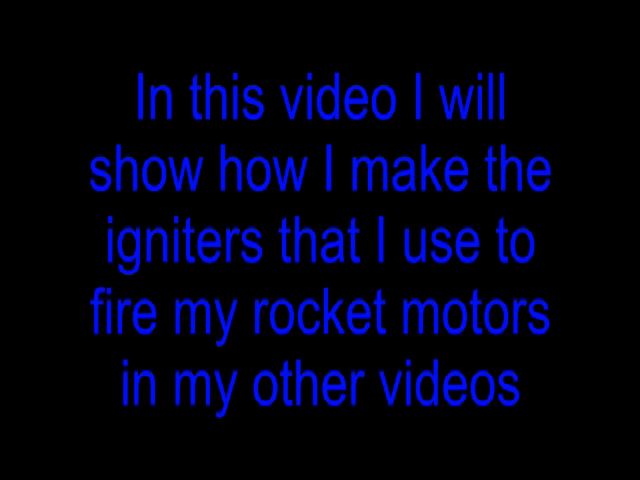 In this video I will
show how I make the
igniters that I use to
fire my rocket motors
in my other videos